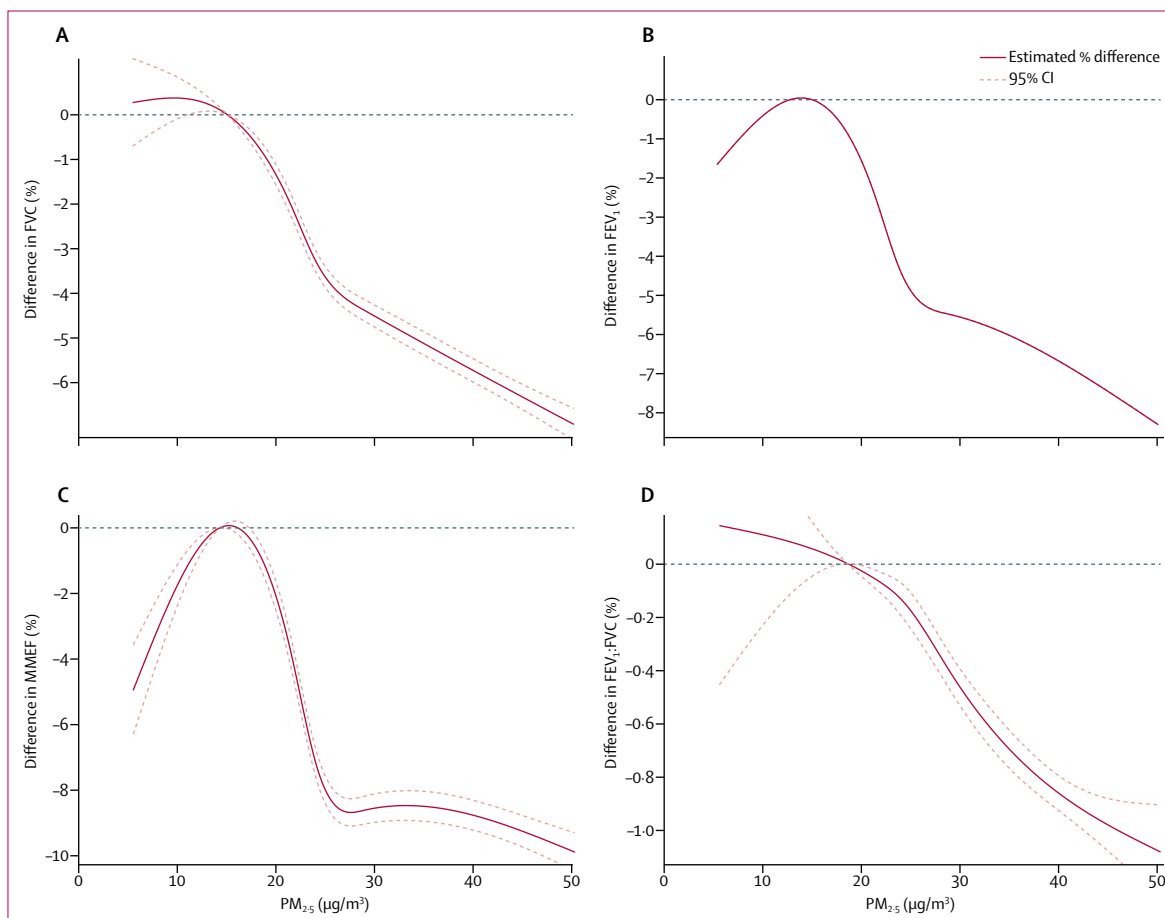 A
Difference in FVC (%)
0
–1
–2
–3
–4
–5
–6
B
Estimated % difference
95% CI
Difference in FEV₁ (%)
0
–1
–2
–3
–4
–5
–6
–7
–8
C
Difference in MMEF (%)
0
–2
–4
–6
–8
–10
0 10 20 30 40 50
PM₂·₅ (µg/m³)
D
Difference in FEV₁:FVC (%)
0
–0.2
–0·4
–0.6
–0.8
–1·0
0 10 20 30 40 50
PM₂·₅ (µg/m³)